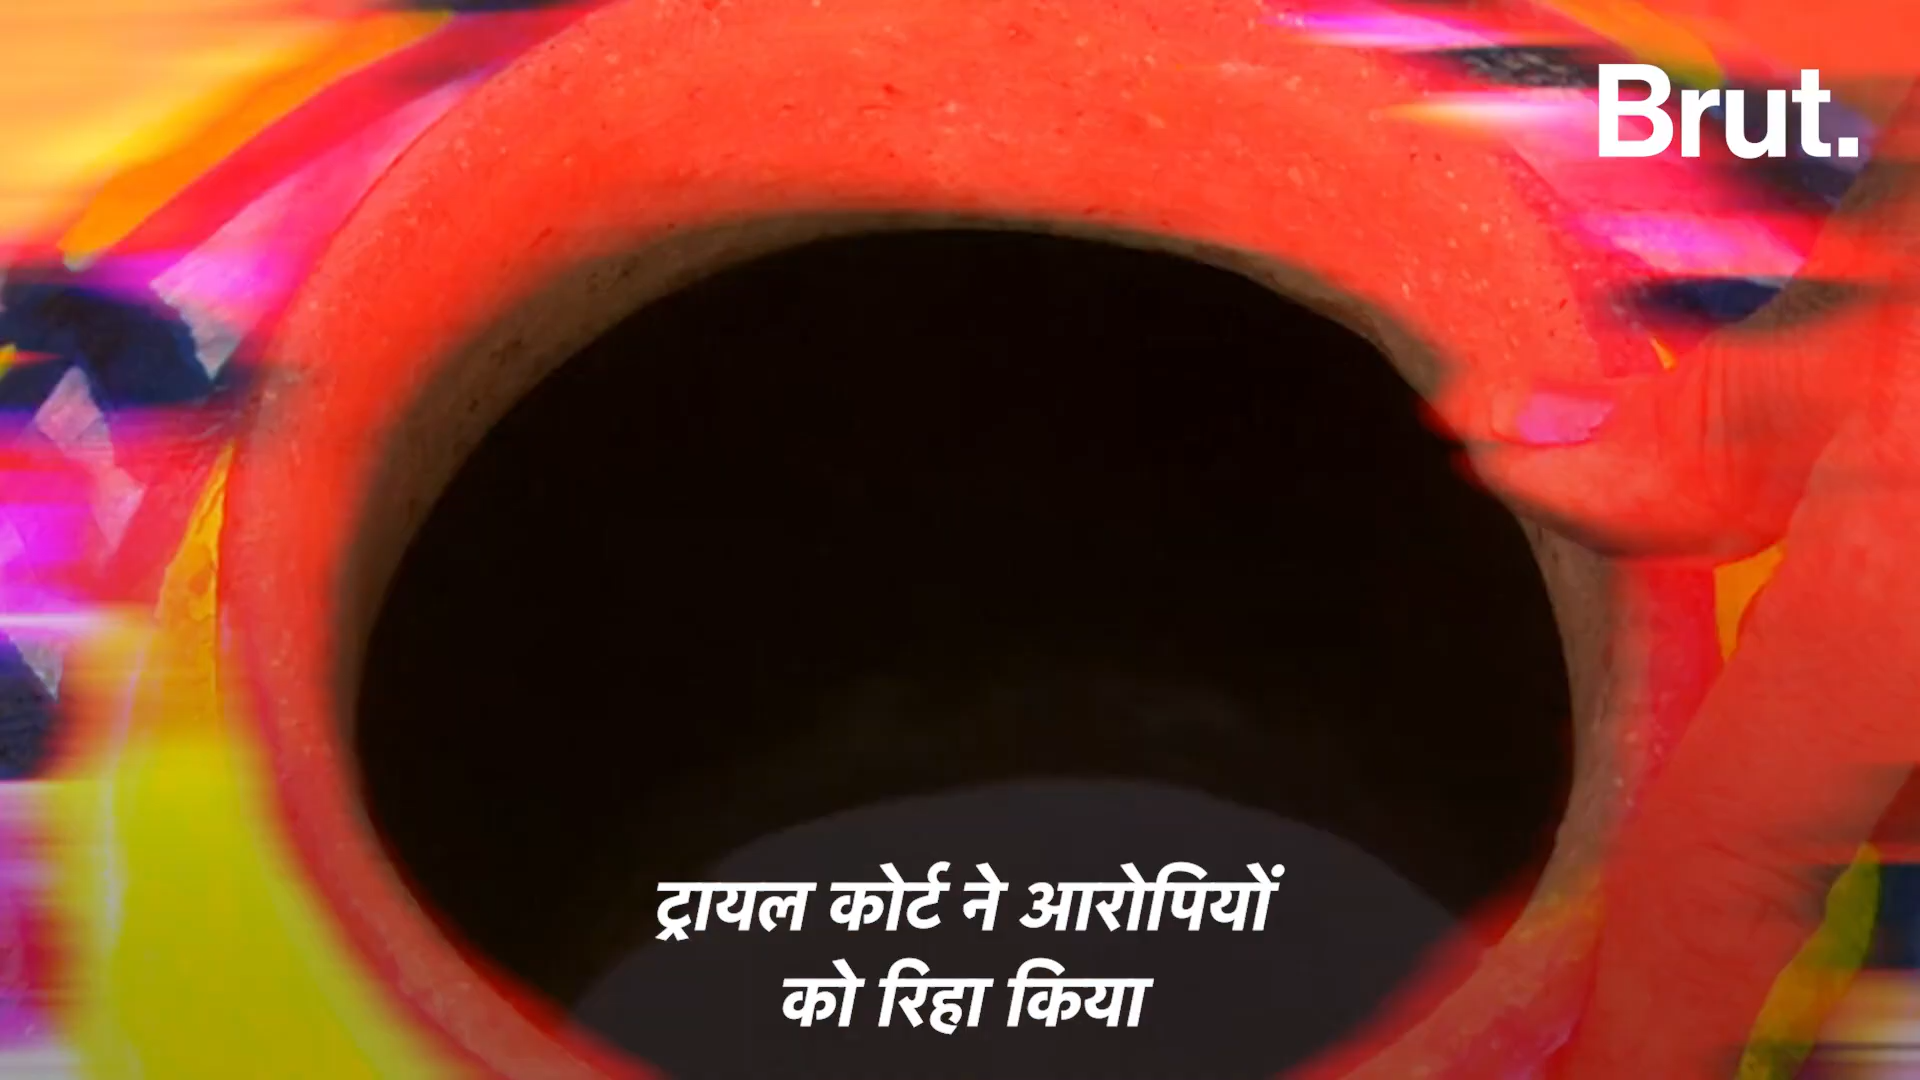 Brut.
ट्रायल कोर्ट ने आरोपियों
को रिहा किया